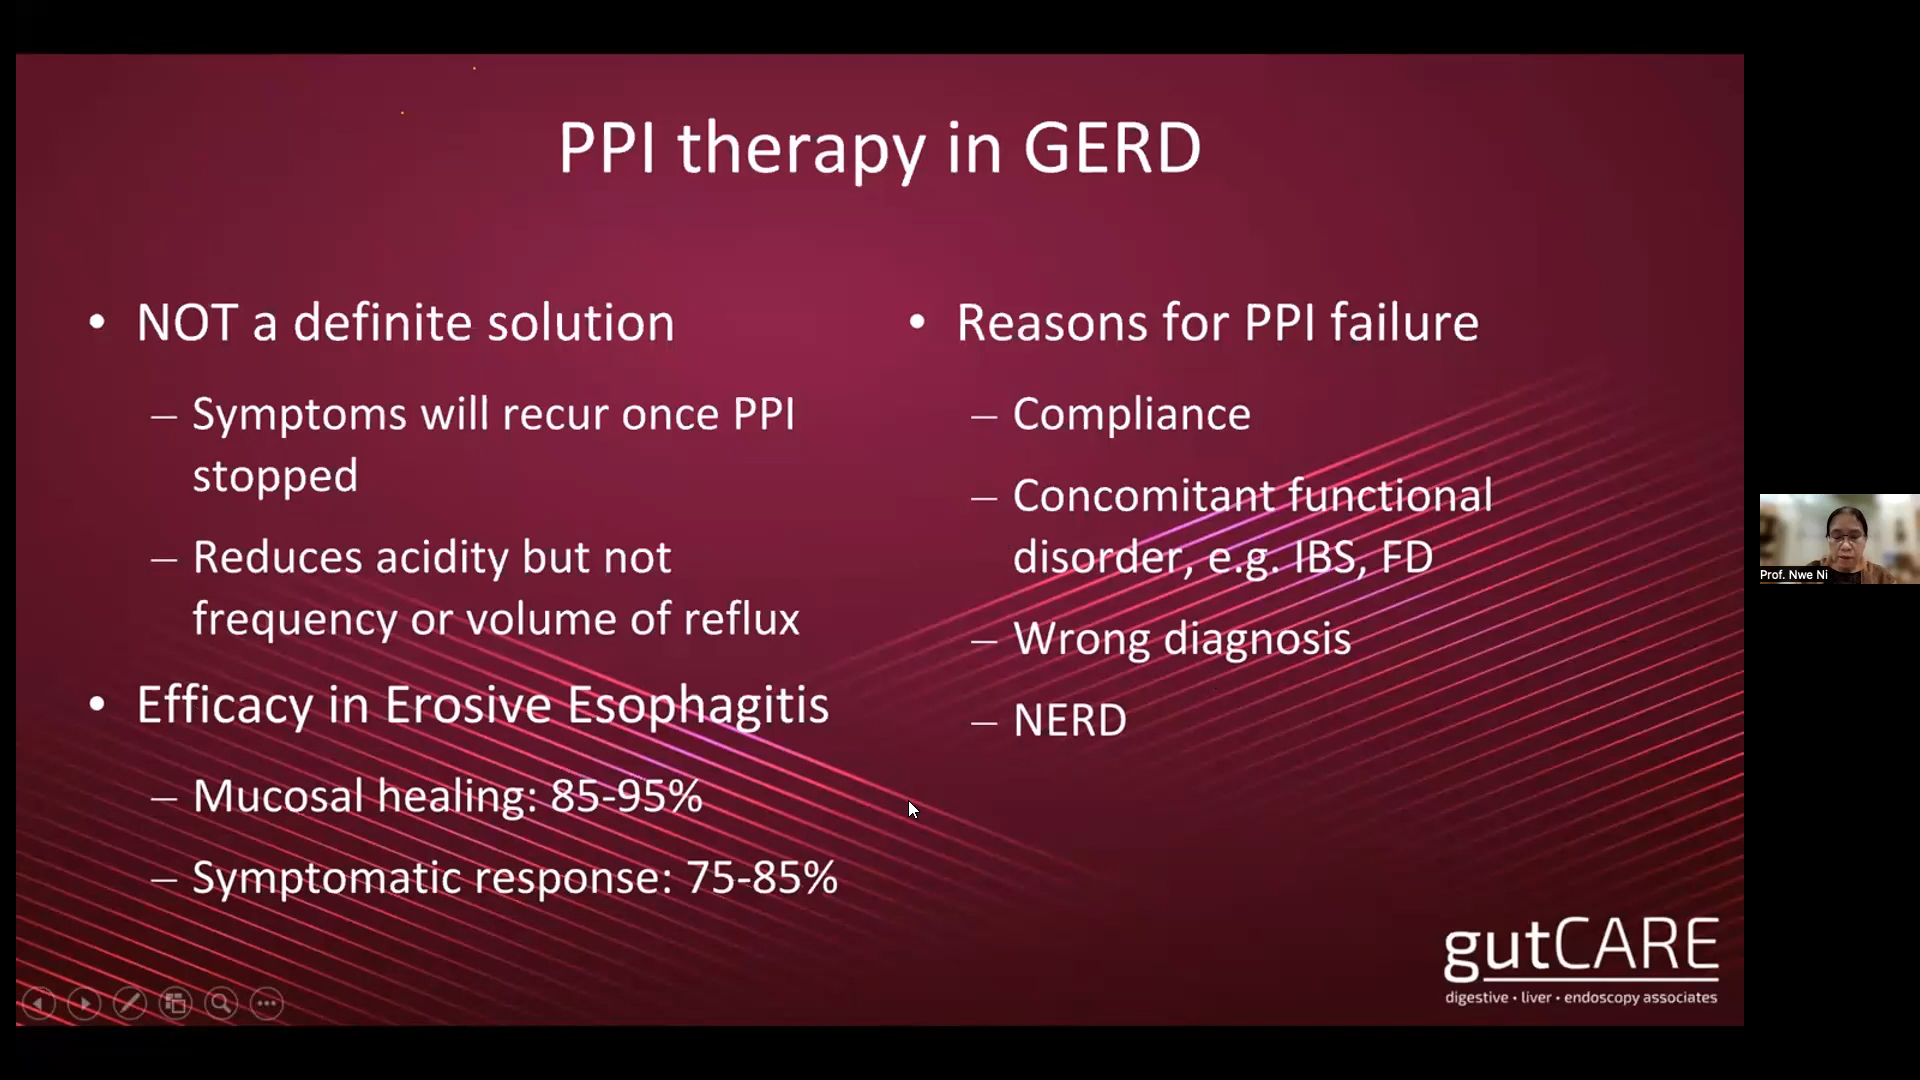 PPI therapy in GERD
• NOT a definite solution
– Symptoms will recur once PPI
stopped
– Reduces acidity but not
frequency or volume of reflux
• Efficacy in Erosive Esophagitis
– Mucosal healing: 85-95%
– Symptomatic response: 75-85%
• Reasons for PPI failure
– Compliance
– Concomitant functional
disorder, e.g. IBS, FD
– Wrong diagnosis
– NERD
gutCARE
digestive • liver • endoscopy associates
Prof. Nwe Ni